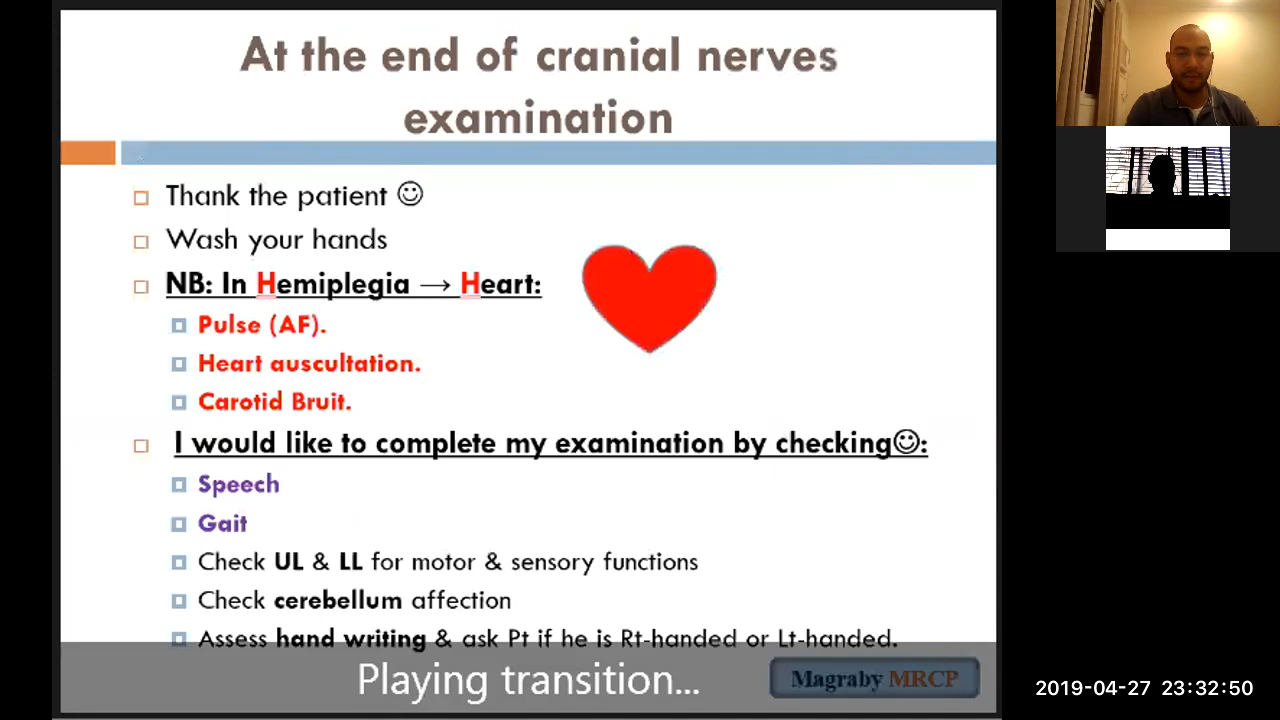 At the end of cranial nerves
examination
Thank the patient ☺
Wash your hands
NB: In Hemiplegia → Heart:
Pulse (AF).
Heart auscultation.
Carotid Bruit.
I would like to complete my examination by checking☺:
Speech
Gait
Check UL & LL for motor & sensory functions
Check cerebellum affection
Assess hand writing & ask Pt if he is Rt-handed or Lt-handed.
Playing transition...
Magraby MRCP
2019-04-27 23:32:50